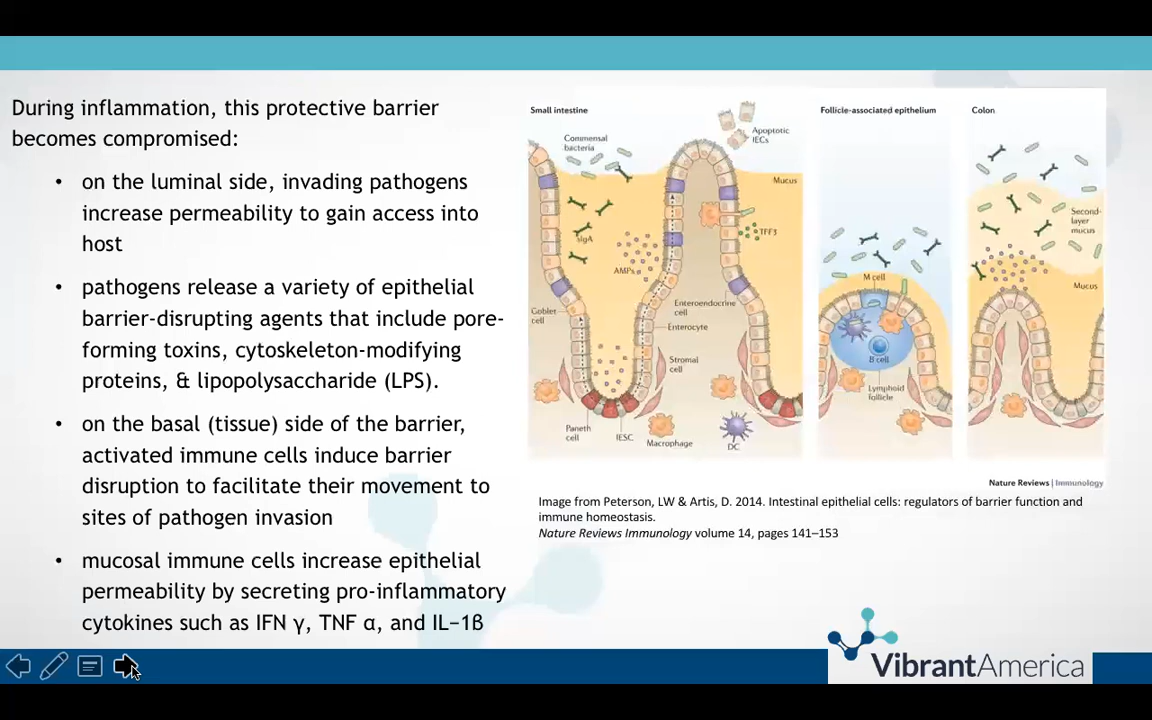 During inflammation, this protective barrier
becomes compromised:
• on the luminal side, invading pathogens
increase permeability to gain access into
host
• pathogens release a variety of epithelial
barrier-disrupting agents that include pore-
forming toxins, cytoskeleton-modifying
proteins, & lipopolysaccharide (LPS).
• on the basal (tissue) side of the barrier,
activated immune cells induce barrier
disruption to facilitate their movement to
sites of pathogen invasion
• mucosal immune cells increase epithelial
permeability by secreting pro-inflammatory
cytokines such as IFN γ, TNF α, and IL−1ß
Small intestine
Commensal
bacteria
Apoptotic
IECs
Mucus
sIgA
TFF3
AMPs
Goblet
cell
Enteroendocrine
cell
Enterocyte
Stromal
cell
Paneth
cell
IESC
Macrophage
DC
Follicle-associated epithelium
M cell
B cell
Lymphoid
follicle
Colon
Second-
layer
mucus
Mucus
Nature Reviews | Immunology
Image from Peterson, LW & Artis, D. 2014. Intestinal epithelial cells: regulators of barrier function and
immune homeostasis.
Nature Reviews Immunology volume 14, pages 141–153
VibrantAmerica